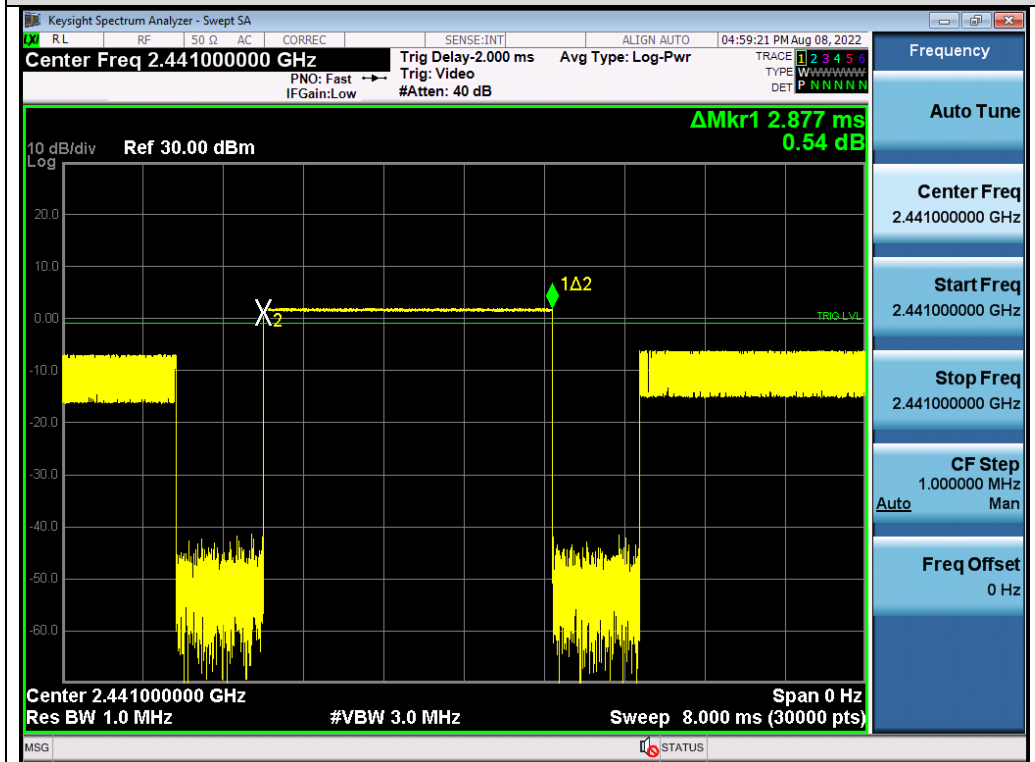 Keysight Spectrum Analyzer - Swept SA
LXI RL RF 50 Ω AC CORREC SENSE:INT ALIGN AUTO 04:59:21 PM Aug 08, 2022
Center Freq 2.441000000 GHz
PNO: Fast
IFGain:Low
Trig Delay-2.000 ms
Trig: Video
#Atten: 40 dB
Avg Type: Log-Pwr
TRACE 1 2 3 4 5 6
TYPE WWWWWWW
DET P N N N N N
ΔMkr1 2.877 ms
0.54 dB
10 dB/div Ref 30.00 dBm
Log
20.0
10.0
0.00
-10.0
-20.0
-30.0
-40.0
-50.0
-60.0
1Δ2
X2
TRIG LVL
Center 2.441000000 GHz Span 0 Hz
Res BW 1.0 MHz #VBW 3.0 MHz Sweep 8.000 ms (30000 pts)
MSG STATUS
Frequency
Auto Tune
Center Freq
2.441000000 GHz
Start Freq
2.441000000 GHz
Stop Freq
2.441000000 GHz
CF Step
1.000000 MHz
Auto Man
Freq Offset
0 Hz